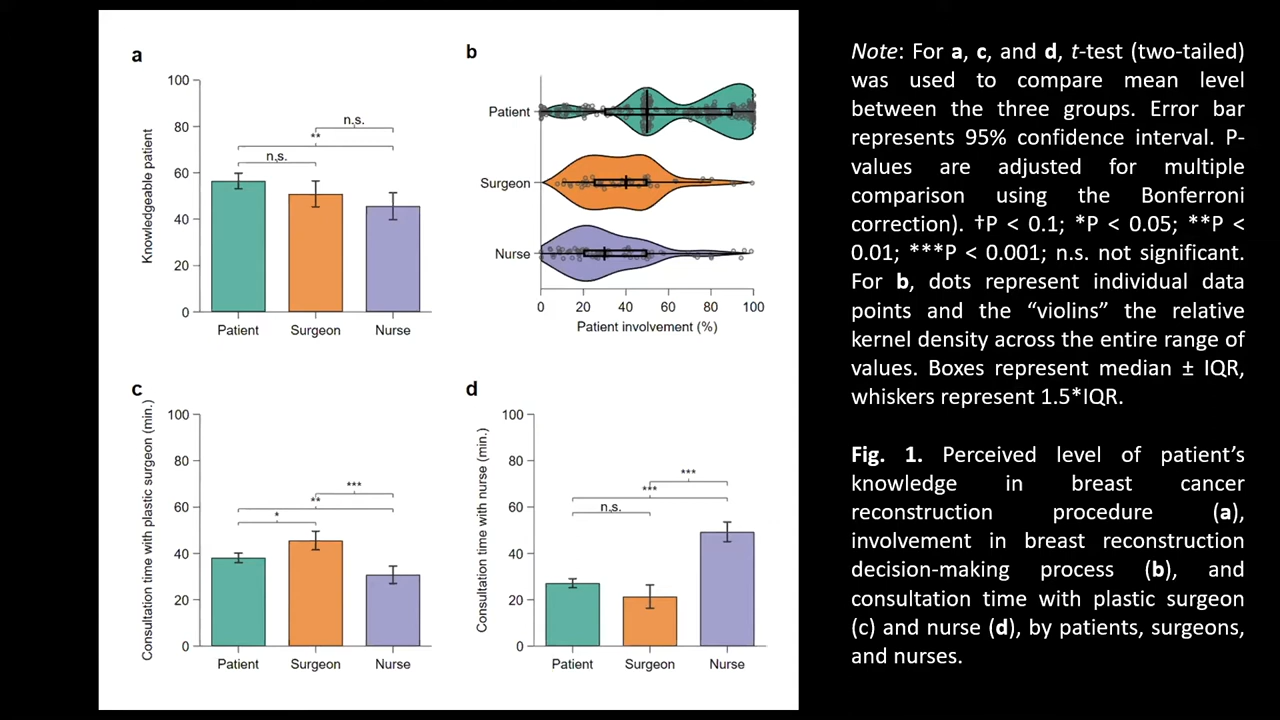 a
100
80
60
40
20
0
Knowledgeable patient
n.s.
**
n.s.
Patient Surgeon Nurse
b
Patient
Surgeon
Nurse
0 20 40 60 80 100
Patient involvement (%)
c
100
80
60
40
20
0
Consultation time with plastic surgeon (min.)
***
**
*
Patient Surgeon Nurse
d
100
80
60
40
20
0
Consultation time with nurse (min.)
***
***
n.s.
Patient Surgeon Nurse
Note: For a, c, and d, t-test (two-tailed)
was used to compare mean level
between the three groups. Error bar
represents 95% confidence interval. P-
values are adjusted for multiple
comparison using the Bonferroni
correction). †P < 0.1; *P < 0.05; **P <
0.01; ***P < 0.001; n.s. not significant.
For b, dots represent individual data
points and the “violins” the relative
kernel density across the entire range of
values. Boxes represent median ± IQR,
whiskers represent 1.5*IQR.
Fig. 1. Perceived level of patient’s
knowledge in breast cancer
reconstruction procedure (a),
involvement in breast reconstruction
decision-making process (b), and
consultation time with plastic surgeon
(c) and nurse (d), by patients, surgeons,
and nurses.